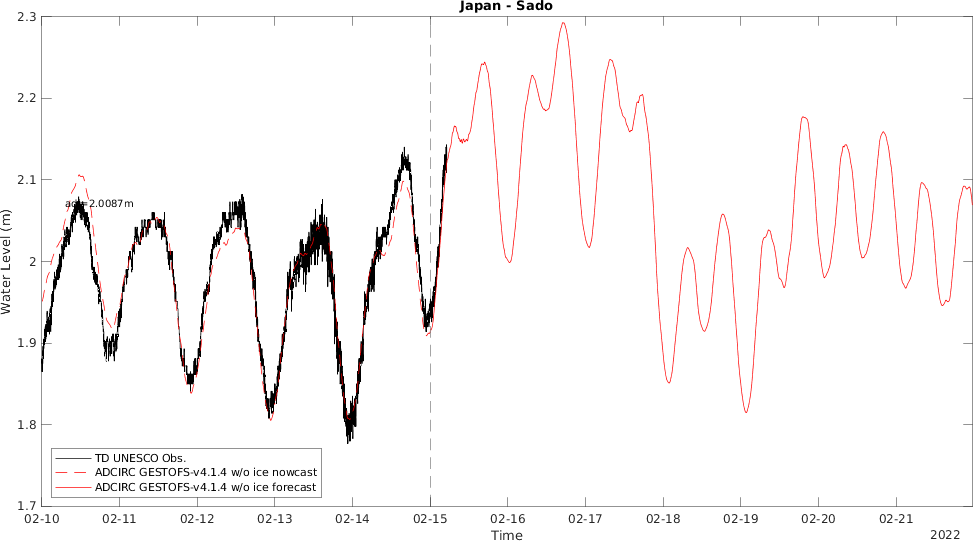 Japan - Sado
2.3
2.2
2.1
2
1.9
1.8
1.7
Water Level (m)
=2.0087m
TD UNESCO Obs.
ADCIRC GESTOFS-v4.1.4 w/o ice nowcast
ADCIRC GESTOFS-v4.1.4 w/o ice forecast
02-10 02-11 02-12 02-13 02-14 02-15 02-16 02-17 02-18 02-19 02-20 02-21
Time
2022